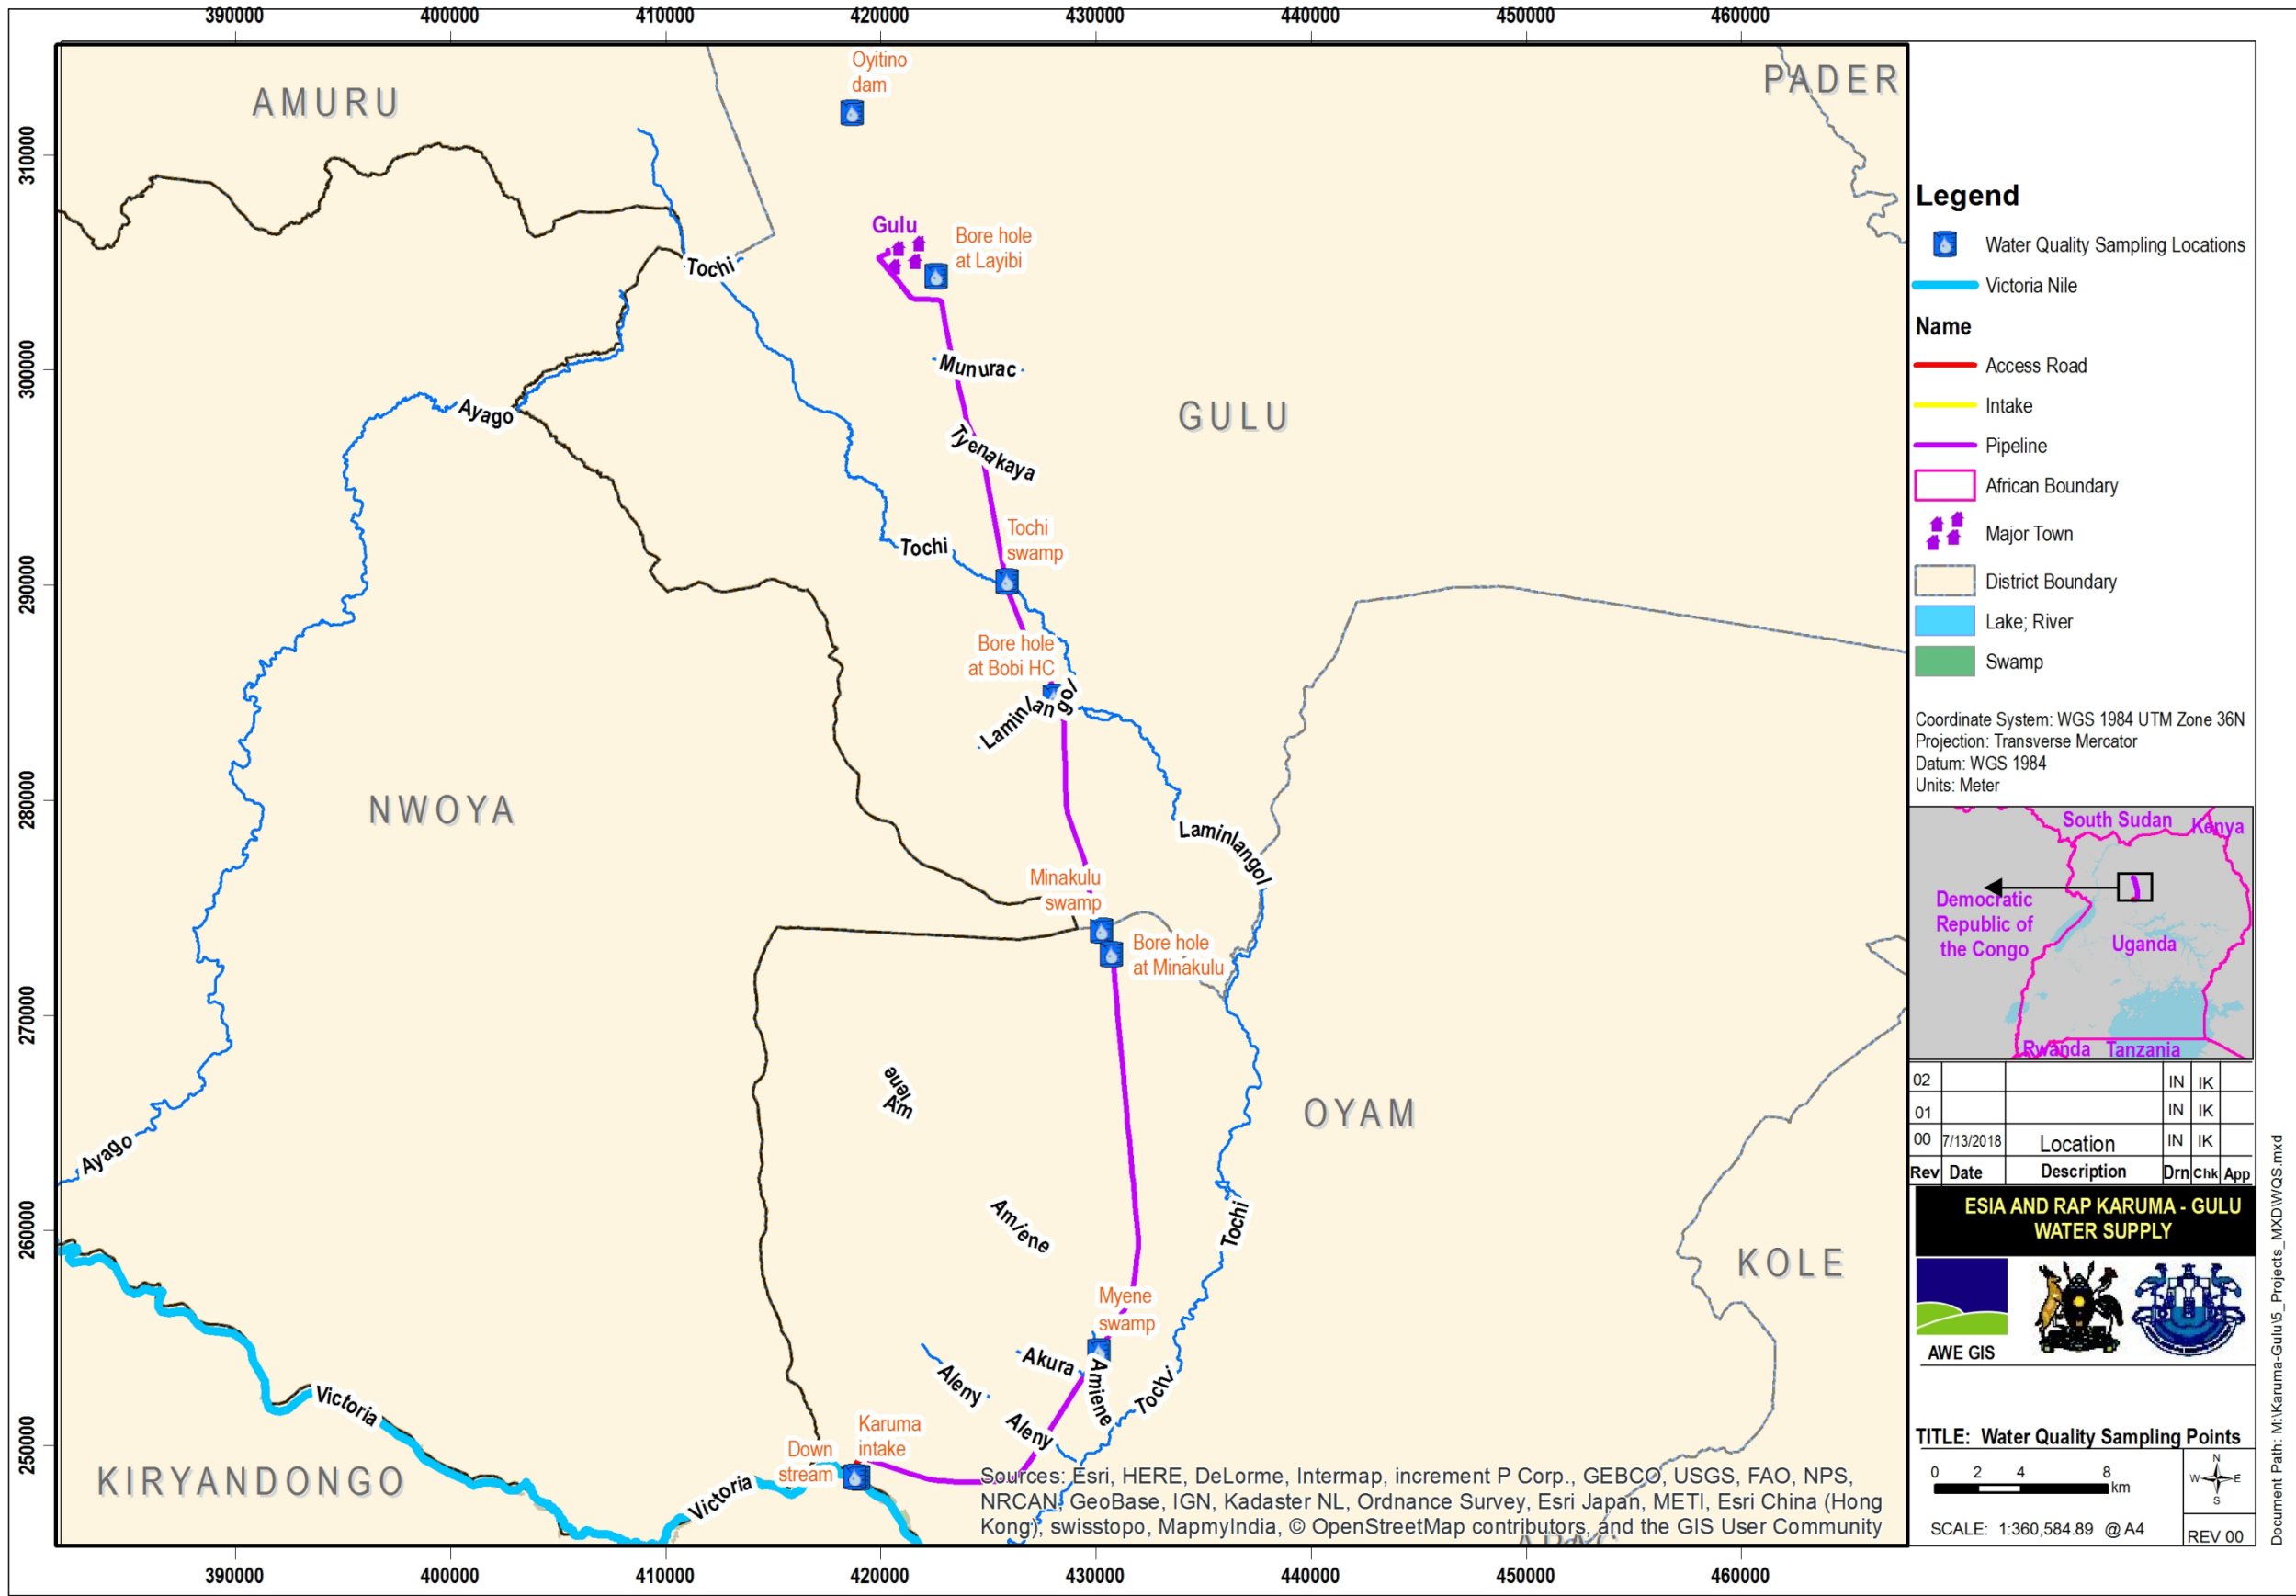 390000 400000 410000 420000 430000 440000 450000 460000
310000
300000
290000
280000
270000
260000
250000
AMURU
Oyitino
dam
PADER
Gulu
Bore hole
at Layibi
Tochi
Munurac
Ayago
GULU
Tyenakaya
Tochi
swamp
Tochi
Bore hole
at Bobi HC
Laminlangol
NWOYA
Laminlangol
Minakulu
swamp
Bore hole
at Minakulu
Amiene
OYAM
Ayago
Amiene
Tochi
KOLE
Myene
swamp
Akura
Aleny
Amiene
Tochi
Victoria
Aleny
Karuma
intake
Down
stream
KIRYANDONGO
Victoria
Sources: Esri, HERE, DeLorme, Intermap, increment P Corp., GEBCO, USGS, FAO, NPS,
NRCAN, GeoBase, IGN, Kadaster NL, Ordnance Survey, Esri Japan, METI, Esri China (Hong
Kong), swisstopo, MapmyIndia, © OpenStreetMap contributors, and the GIS User Community
390000 400000 410000 420000 430000 440000 450000 460000
Legend
Water Quality Sampling Locations
Victoria Nile
Name
Access Road
Intake
Pipeline
African Boundary
Major Town
District Boundary
Lake; River
Swamp
Coordinate System: WGS 1984 UTM Zone 36N
Projection: Transverse Mercator
Datum: WGS 1984
Units: Meter
South Sudan
Kenya
Democratic
Republic of
the Congo
Uganda
Rwanda Tanzania
02 IN IK
01 IN IK
00 7/13/2018 Location IN IK
Rev Date Description Drn Chk App
ESIA AND RAP KARUMA - GULU
WATER SUPPLY
AWE GIS
TITLE: Water Quality Sampling Points
0 2 4 8
km
N
W E
S
SCALE: 1:360,584.89 @ A4
REV 00
Document Path: M:\Karuma-Gulu\5_Projects_MXDWQS.mxd